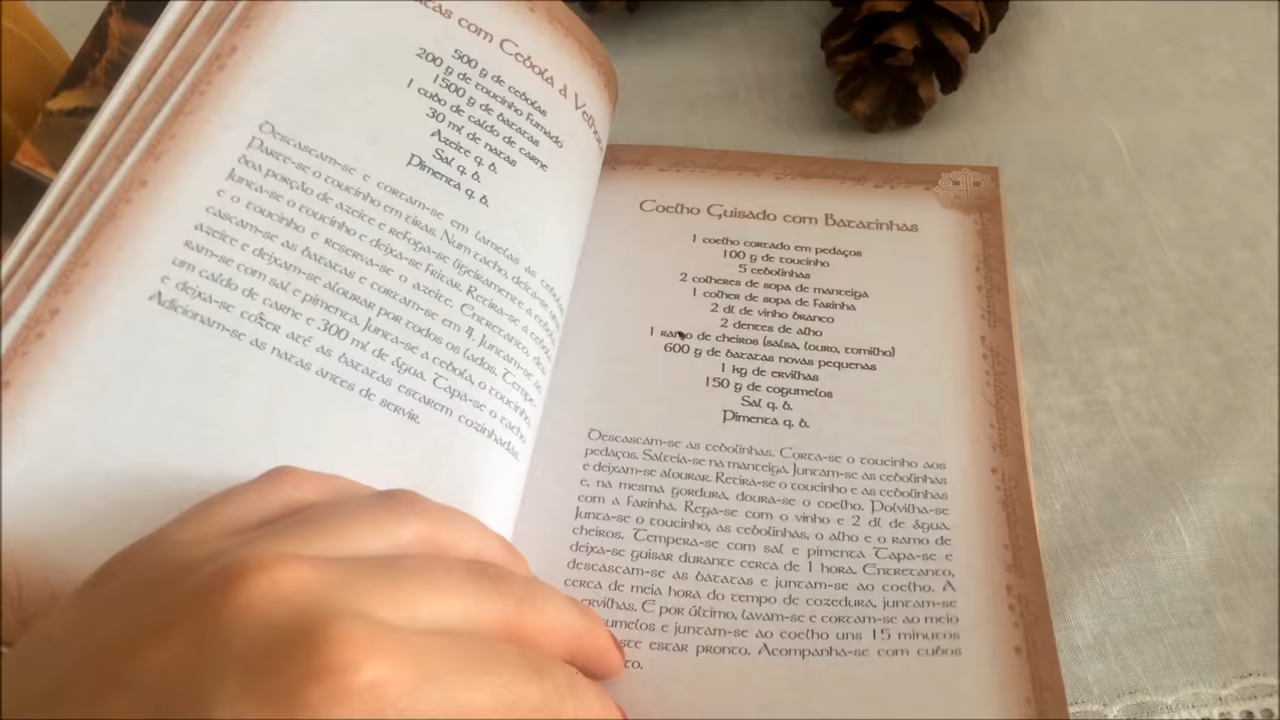 com Cebola à Velha
500 g de cebolas
200 g de toucinho fumado
1500 g de batatas
1 cubo de caldo de carne
30 ml de natas
Azeite q. b.
Sal q. b.
Pimenta q. b.
Descascam-se e cortam-se em lamelas as
Parte-se o toucinho em tiras. Num tacho, deita-se
boa porção de azeite e refoga-se ligeiramente a
Junta-se o toucinho e deixa-se fritar. Retira-se a
e o toucinho e reserva-se o azeite. Entretanto,
cascam-se as batatas e cortam-se em 4. Juntam-se
azeite e deixam-se alourar por todos os lados.
ram-se com sal e pimenta. Junta-se a cebola, o toucinho,
um caldo de carne e 300 ml de água. Tapa-se o tacho
e deixa-se cozer até as batatas estarem cozinhadas.
Adicionam-se as natas antes de servir.
Coelho Guisado com Batatinhas
1 coelho cortado em pedaços
100 g de toucinho
5 cebolinhas
2 colheres de sopa de manteiga
1 colher de sopa de farinha
2 dl de vinho branco
2 dentes de alho
1 ramo de cheiros (salsa, louro, tomilho)
600 g de batatas novas pequenas
1 kg de ervilhas
150 g de cogumelos
Sal q. b.
Pimenta q. b.
Descascam-se as cebolinhas. Corta-se o toucinho aos
pedaços. Salteia-se na manteiga. Juntam-se as cebolinhas
e deixam-se alourar. Retira-se o toucinho e as cebolinhas
e, na mesma gordura, doura-se o coelho. Polvilha-se
com a farinha. Rega-se com o vinho e 2 dl de água.
Junta-se o toucinho, as cebolinhas, o alho e o ramo de
cheiros. Tempera-se com sal e pimenta Tapa-se e
deixa-se guisar durante cerca de 1 hora. Entretanto,
descascam-se as batatas e juntam-se ao coelho. A
cerca de meia hora do tempo de cozedura, juntam-se
ervilhas. E por último, lavam-se e cortam-se ao meio
e juntam-se ao coelho uns 15 minutos
estar pronto. Acompanha-se com cubos